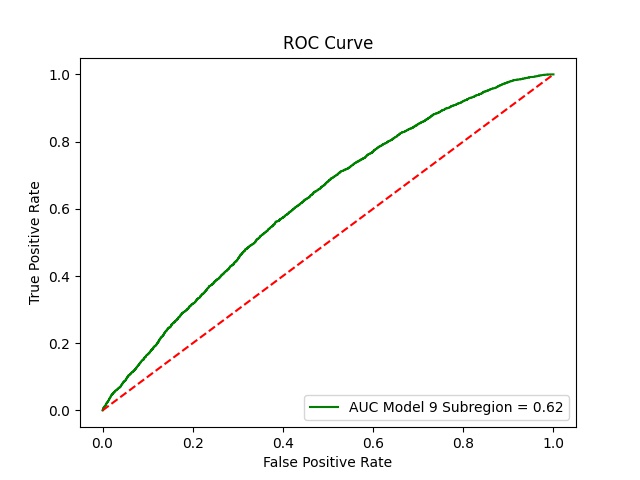 ROC Curve
True Positive Rate
1.0
0.8
0.6
0.4
0.2
0.0
AUC Model 9 Subregion = 0.62
0.0 0.2 0.4 0.6 0.8 1.0
False Positive Rate